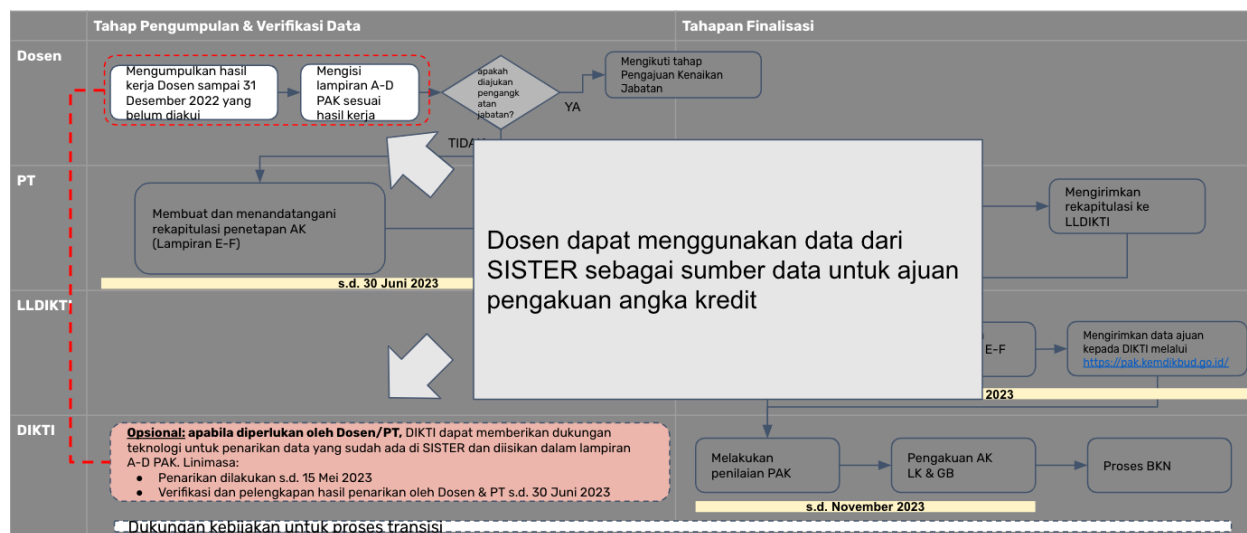 Tahap Pengumpulan & Verifikasi Data
Tahapan Finalisasi
Dosen
Mengumpulkan hasil
kerja Dosen sampai 31
Desember 2022 yang
belum diakui
Mengisi
lampiran A-D
PAK sesuai
hasil kerja
apakah
diajukan
pengangk
atan
jabatan?
YA
Mengikuti tahap
Pengajuan Kenaikan
Jabatan
PT
Membuat dan menandatangani
rekapitulasi penetapan AK
(Lampiran E-F)
s.d. 30 Juni 2023
Dosen dapat menggunakan data dari
SISTER sebagai sumber data untuk ajuan
pengakuan angka kredit
Mengirimkan
rekapitulasi ke
LLDIKTI
LLDIKTI
E-F
Mengirimkan data ajuan
kepada DIKTI melalui
https://pak.kemdikbud.go.id/
2023
DIKTI
Opsional: apabila diperlukan oleh Dosen/PT, DIKTI dapat memberikan dukungan
teknologi untuk penarikan data yang sudah ada di SISTER dan diisikan dalam lampiran
A-D PAK. Linimasa:
● Penarikan dilakukan s.d. 15 Mei 2023
● Verifikasi dan pelengkapan hasil penarikan oleh Dosen & PT s.d. 30 Juni 2023
Melakukan
penilaian PAK
Pengakuan AK
LK & GB
Proses BKN
s.d. November 2023
Dukungan kebijakan untuk proses transisi